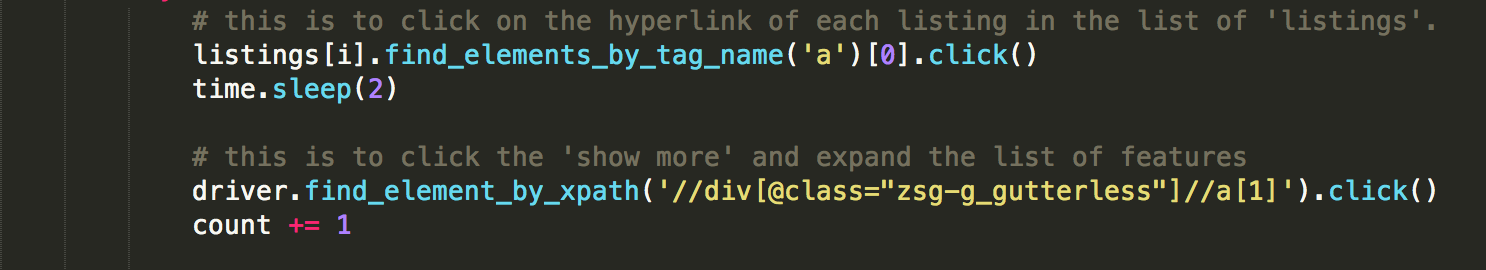 # this is to click on the hyperlink of each listing in the list of 'listings'.
listings[i].find_elements_by_tag_name('a')[0].click()
time.sleep(2)
# this is to click the 'show more' and expand the list of features
driver.find_element_by_xpath('//div[@class="zsg-g_gutterless"]//a[1]').click()
count += 1